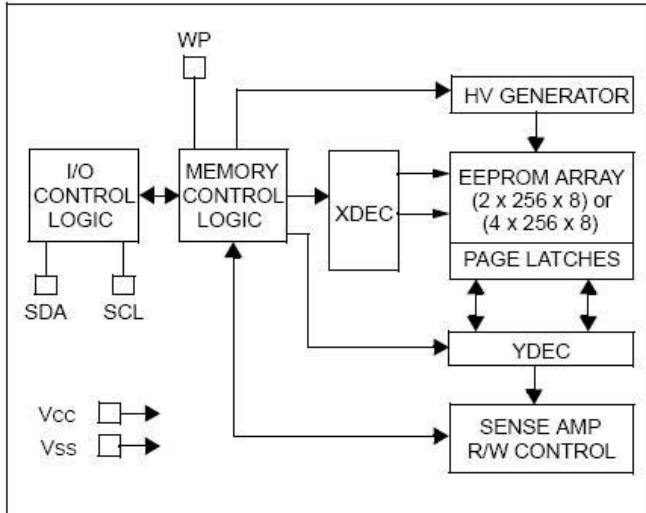 WP
HV GENERATOR
I/O
CONTROL
LOGIC
MEMORY
CONTROL
LOGIC
XDEC
EEPROM ARRAY
(2 x 256 x 8) or
(4 x 256 x 8)
PAGE LATCHES
SDA
SCL
YDEC
Vcc
Vss
SENSE AMP
R/W CONTROL